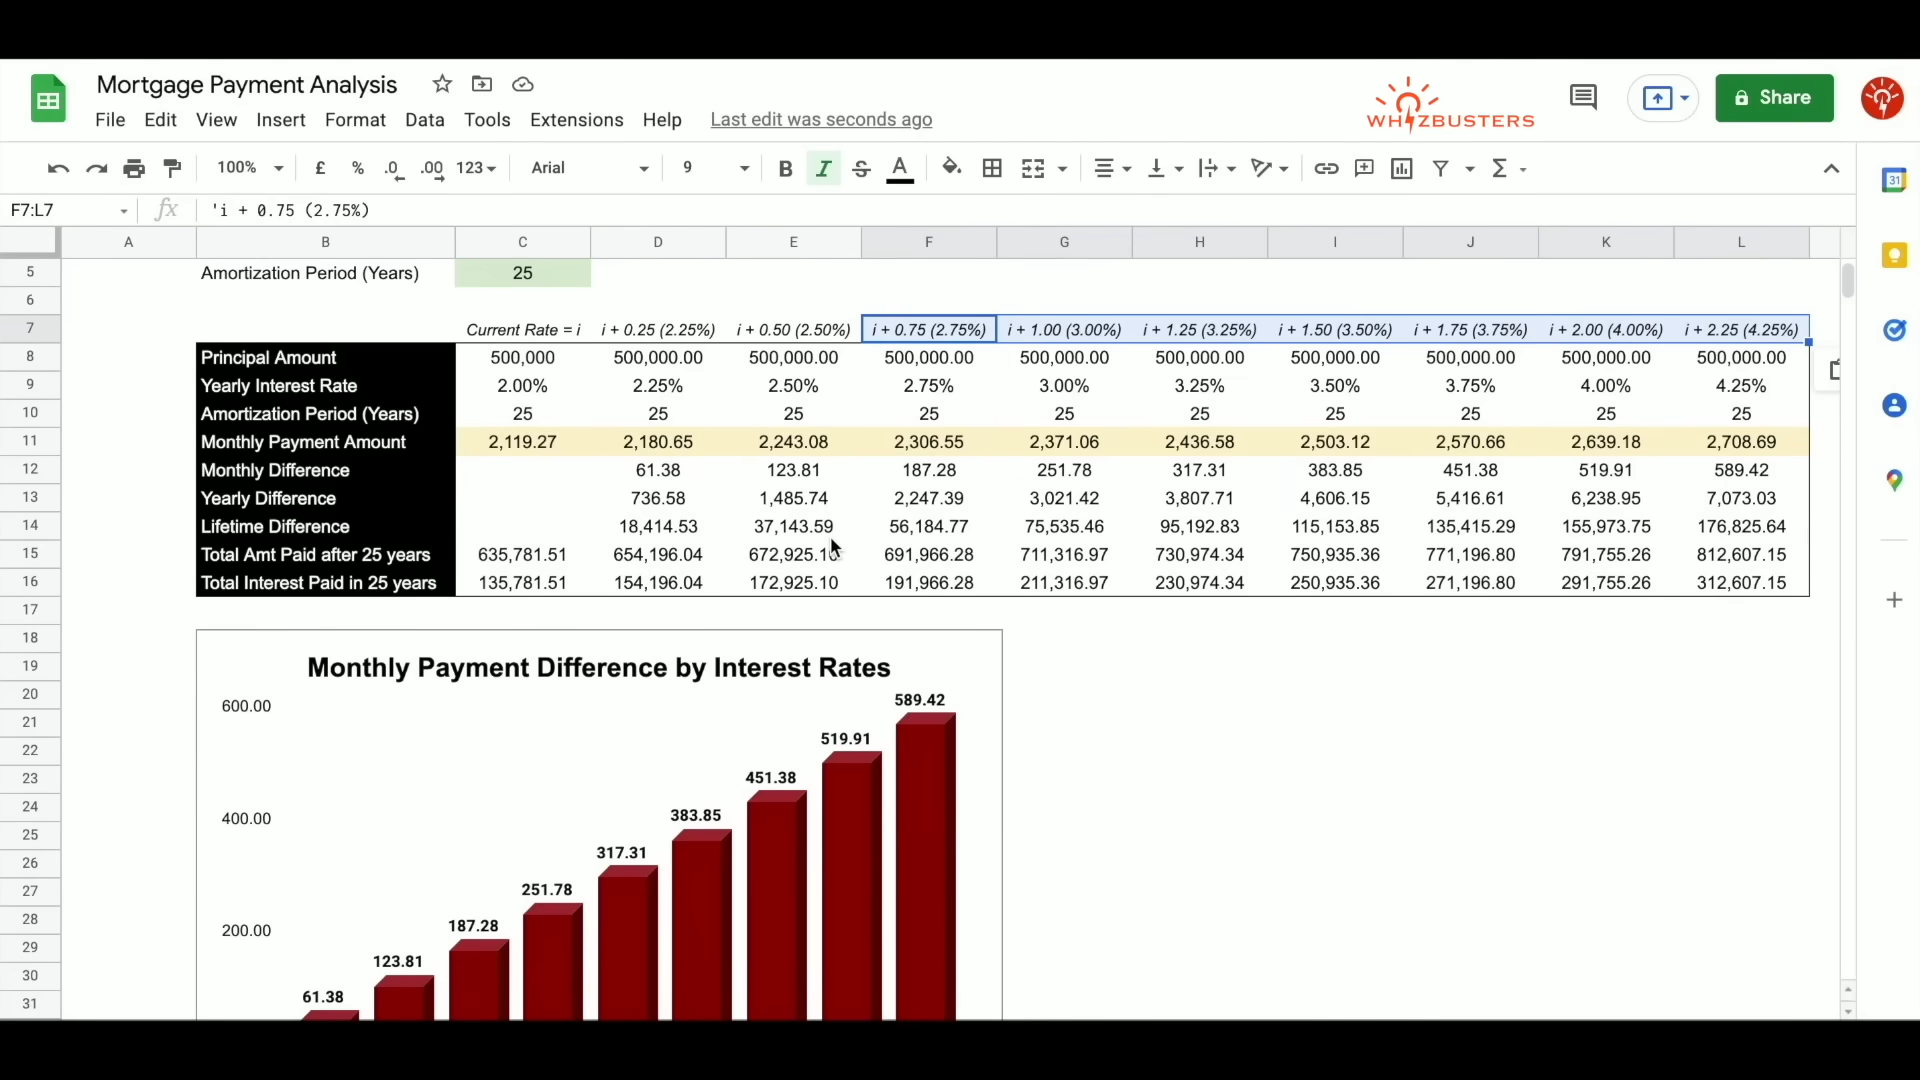 Mortgage Payment Analysis
File Edit View Insert Format Data Tools Extensions Help Last edit was seconds ago
WHIZBUSTERS
Share
100% £ % .0 .00 123 Arial 9 B I S A Σ
31
F7:L7 fx 'i + 0.75 (2.75%)
A B C D E F G H I J K L
5 Amortization Period (Years) 25
6
7 Current Rate = i i + 0.25 (2.25%) i + 0.50 (2.50%) i + 0.75 (2.75%) i + 1.00 (3.00%) i + 1.25 (3.25%) i + 1.50 (3.50%) i + 1.75 (3.75%) i + 2.00 (4.00%) i + 2.25 (4.25%)
8 Principal Amount 500,000 500,000.00 500,000.00 500,000.00 500,000.00 500,000.00 500,000.00 500,000.00 500,000.00 500,000.00
9 Yearly Interest Rate 2.00% 2.25% 2.50% 2.75% 3.00% 3.25% 3.50% 3.75% 4.00% 4.25%
10 Amortization Period (Years) 25 25 25 25 25 25 25 25 25 25
11 Monthly Payment Amount 2,119.27 2,180.65 2,243.08 2,306.55 2,371.06 2,436.58 2,503.12 2,570.66 2,639.18 2,708.69
12 Monthly Difference 61.38 123.81 187.28 251.78 317.31 383.85 451.38 519.91 589.42
13 Yearly Difference 736.58 1,485.74 2,247.39 3,021.42 3,807.71 4,606.15 5,416.61 6,238.95 7,073.03
14 Lifetime Difference 18,414.53 37,143.59 56,184.77 75,535.46 95,192.83 115,153.85 135,415.29 155,973.75 176,825.64
15 Total Amt Paid after 25 years 635,781.51 654,196.04 672,925.10 691,966.28 711,316.97 730,974.34 750,935.36 771,196.80 791,755.26 812,607.15
16 Total Interest Paid in 25 years 135,781.51 154,196.04 172,925.10 191,966.28 211,316.97 230,974.34 250,935.36 271,196.80 291,755.26 312,607.15
17
18
19 Monthly Payment Difference by Interest Rates
20 600.00 589.42
21
22 519.91
23 451.38
24 400.00 383.85
25 317.31
26 251.78
27
28 200.00 187.28
29 123.81
30
31 61.38